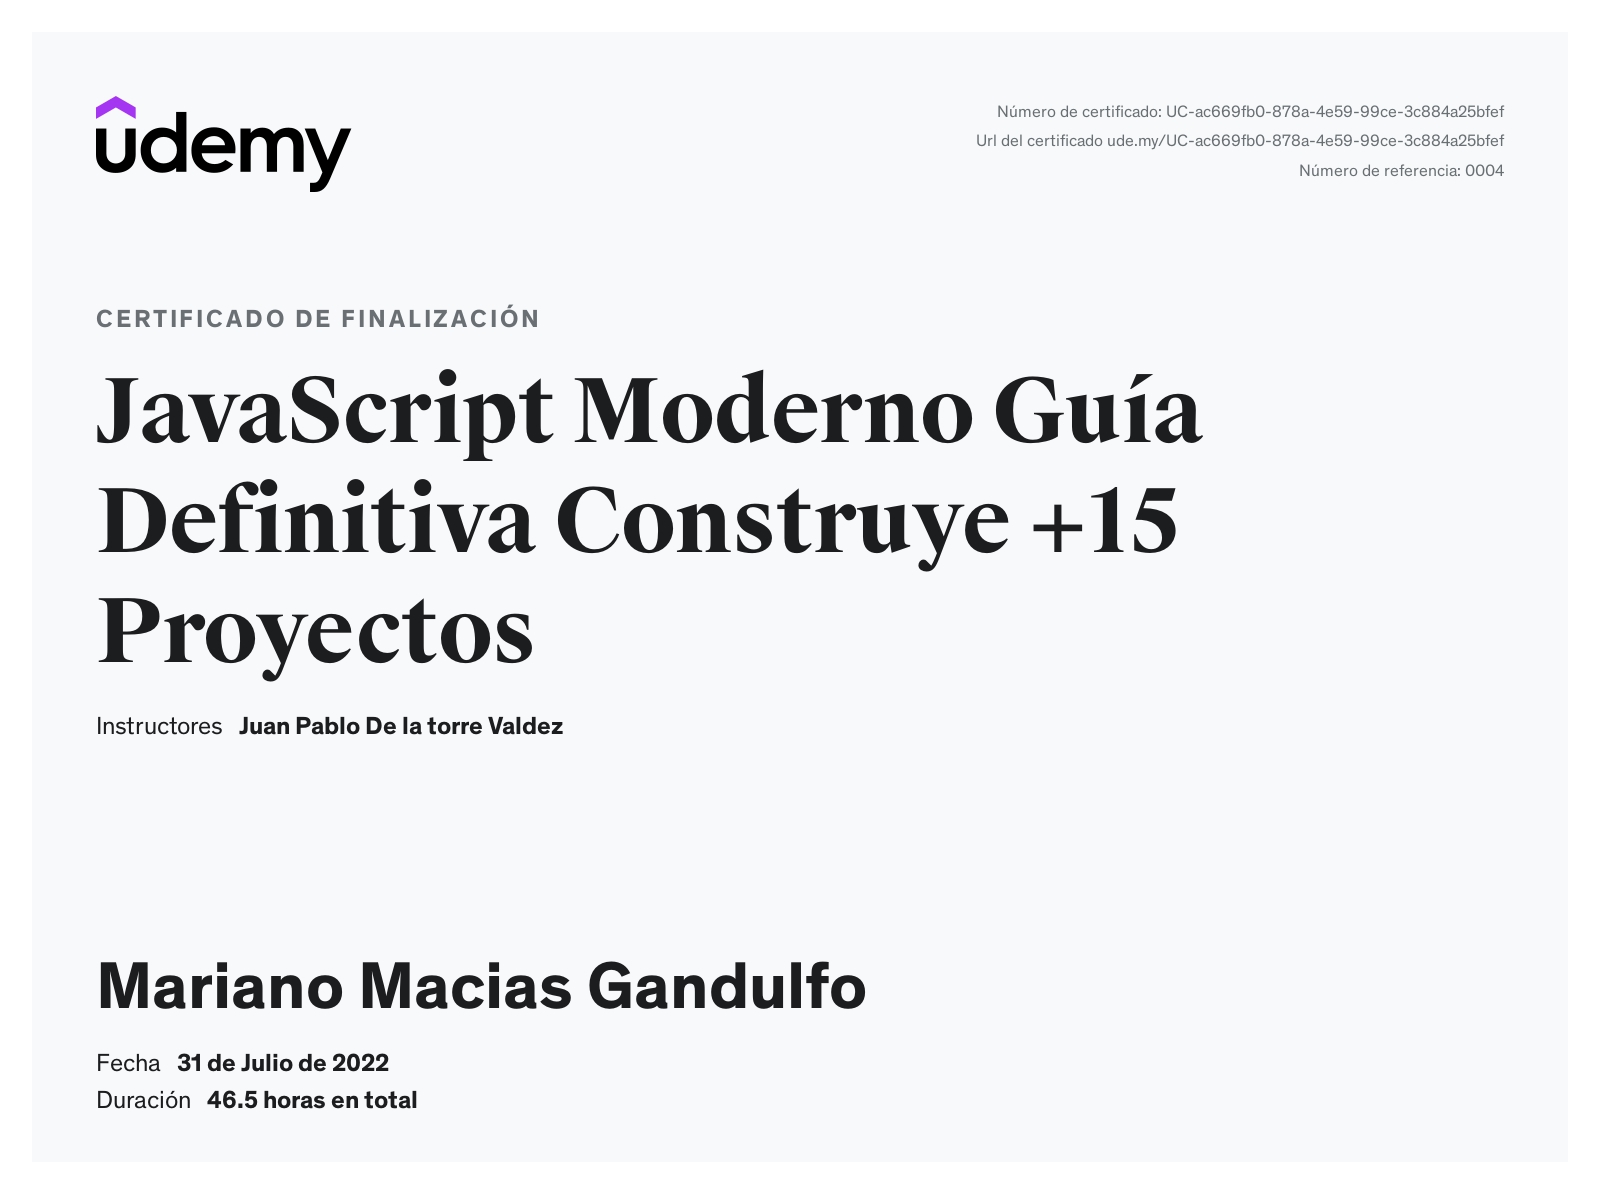 udemy
Número de certificado: UC-ac669fb0-878a-4e59-99ce-3c884a25bfef
Url del certificado ude.my/UC-ac669fb0-878a-4e59-99ce-3c884a25bfef
Número de referencia: 0004
CERTIFICADO DE FINALIZACIÓN
JavaScript Moderno Guía
Definitiva Construye +15
Proyectos
Instructores Juan Pablo De la torre Valdez
Mariano Macias Gandulfo
Fecha 31 de Julio de 2022
Duración 46.5 horas en total